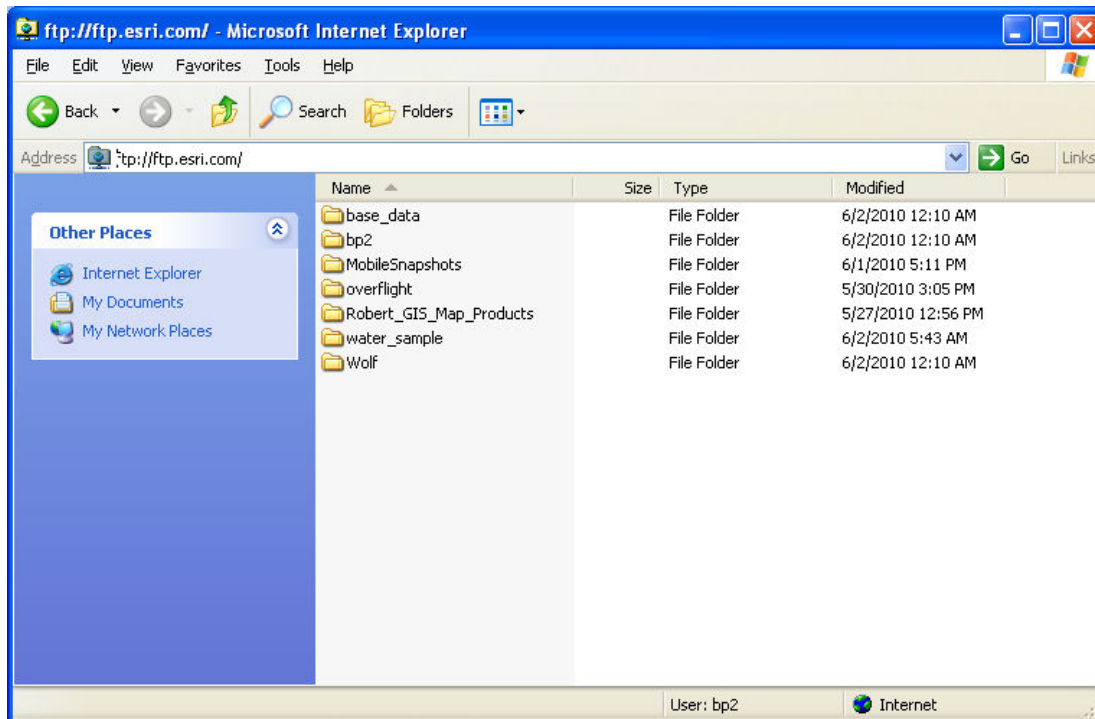 ftp://ftp.esri.com/ - Microsoft Internet Explorer
File Edit View Favorites Tools Help
Back Search Folders
Address ftp://ftp.esri.com/ Go Links
Name Size Type Modified
Other Places
Internet Explorer
My Documents
My Network Places
base_data File Folder 6/2/2010 12:10 AM
bp2 File Folder 6/2/2010 12:10 AM
MobileSnapshots File Folder 6/1/2010 5:11 PM
overflight File Folder 5/30/2010 3:05 PM
Robert_GIS_Map_Products File Folder 5/27/2010 12:56 PM
water_sample File Folder 6/2/2010 5:43 AM
Wolf File Folder 6/2/2010 12:10 AM
User: bp2 Internet